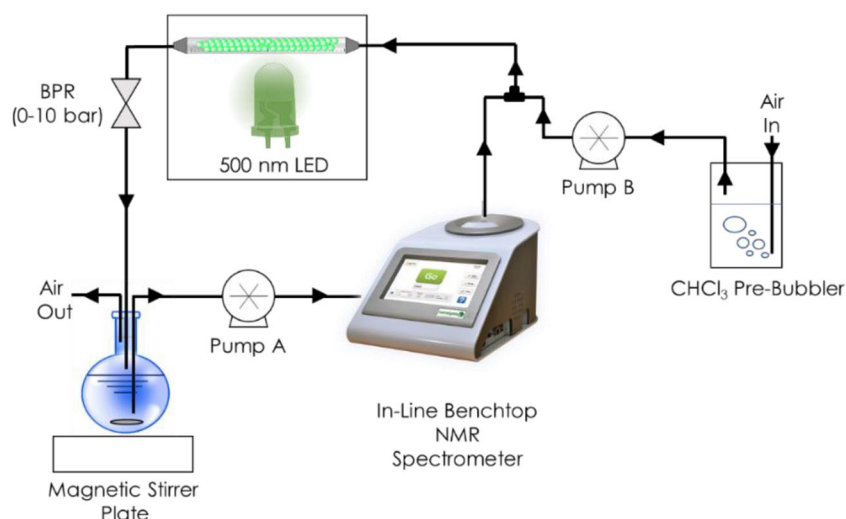 BPR
(0-10 bar)
500 nm LED
Air
In
Pump B
CHCl₃ Pre-Bubbler
Go
Air
Out
Pump A
In-Line Benchtop
NMR
Spectrometer
Magnetic Stirrer
Plate